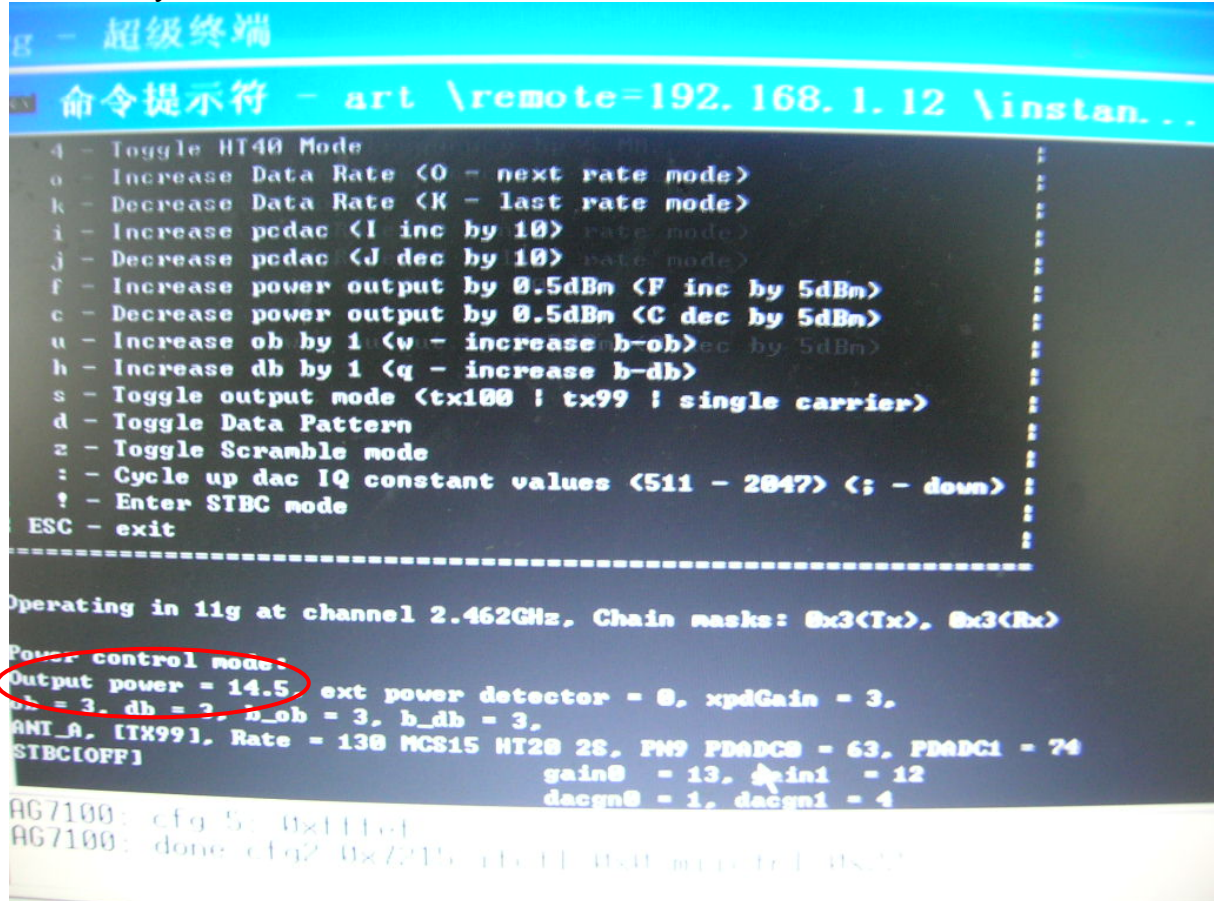 g - 超级终端
命令提示符 - art \remote=192.168.1.12 \instan...
4 - Toggle HT40 Mode
o - Increase Data Rate <O - next rate mode>
k - Decrease Data Rate <K - last rate mode>
i - Increase pcdac <I inc by 10>
j - Decrease pcdac <J dec by 10>
f - Increase power output by 0.5dBm <F inc by 5dBm>
c - Decrease power output by 0.5dBm <C dec by 5dBm>
u - Increase ob by 1 <w - increase b-ob>
h - Increase db by 1 <q - increase b-db>
s - Toggle output mode <tx100 ¦ tx99 ¦ single carrier>
d - Toggle Data Pattern
z - Toggle Scramble mode
: - Cycle up dac IQ constant values <511 - 2047> <; - down>
? - Enter STBC mode
ESC - exit
Operating in 11g at channel 2.462GHz, Chain masks: 0x3<Tx>, 0x3<Rx>
Power control mode:
Output power = 14.5, ext power detector = 0, xpdGain = 3,
ob = 3, db = 3, b_ob = 3, b_db = 3,
ANT_A, [TX99], Rate = 130 MCS15 HT20 2S, PN9 PDADC0 = 63, PDADC1 = 74
STBC[OFF]
gain0 = 13, gain1 = 12
dacgn0 = 1, dacgn1 = 4
AG7100: cfg 5:
AG7100: done cfg2